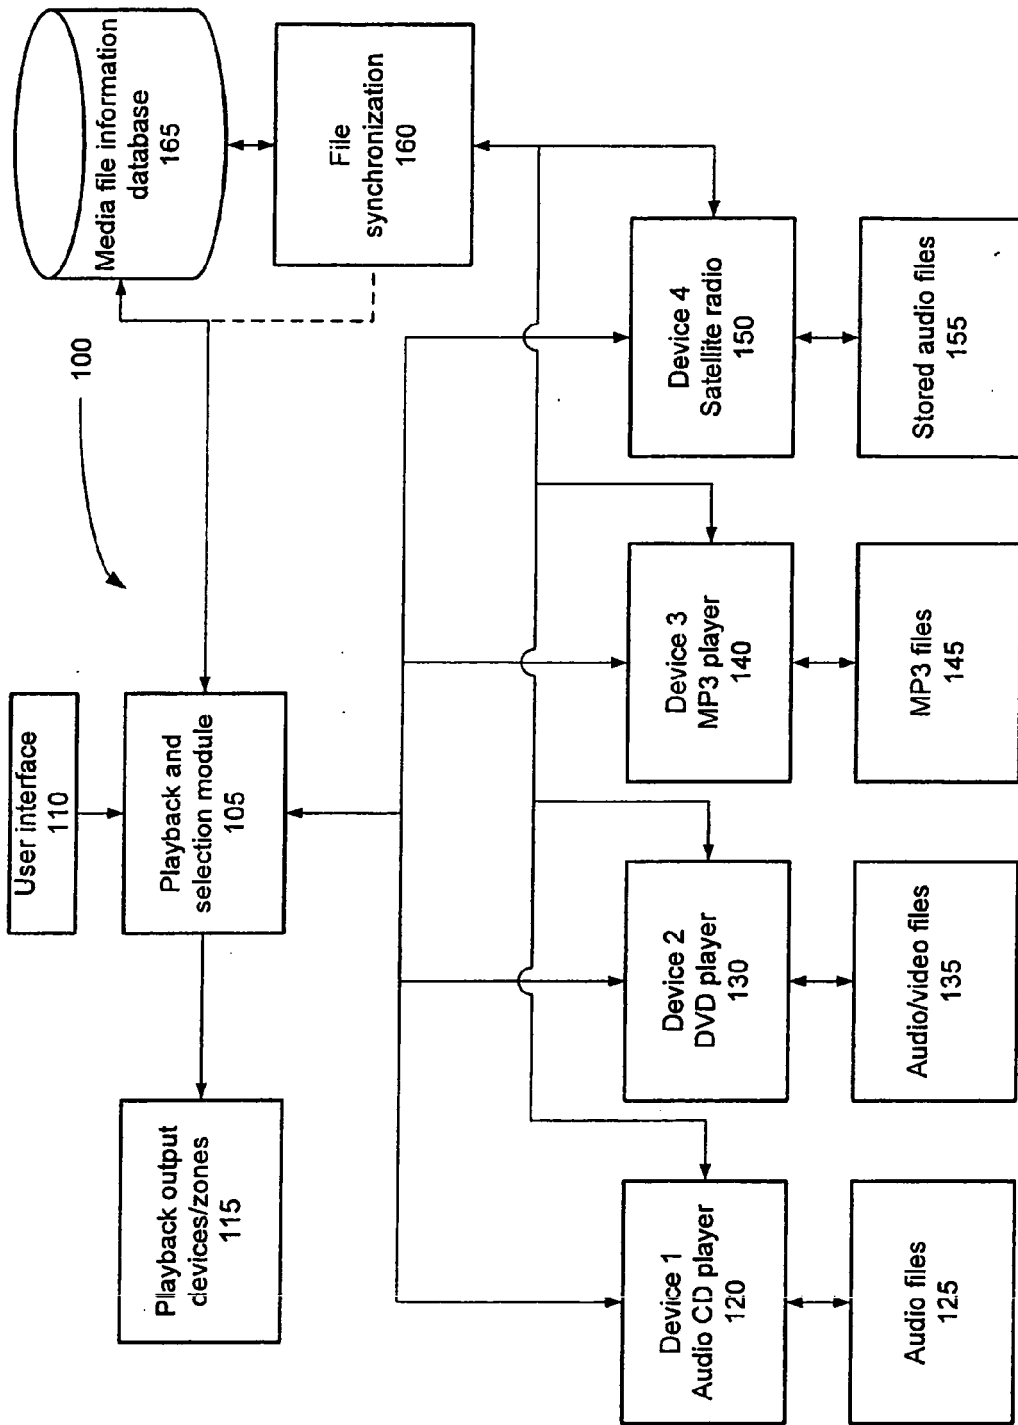 User interface
110
Playback and
selection module
105
Playback output
devices/zones
115
100
Media file information
database
165
File
synchronization
160
Device 1
Audio CD player
120
Device 2
DVD player
130
Device 3
MP3 player
140
Device 4
Satellite radio
150
Audio files
125
Audio/video files
135
MP3 files
145
Stored audio files
155